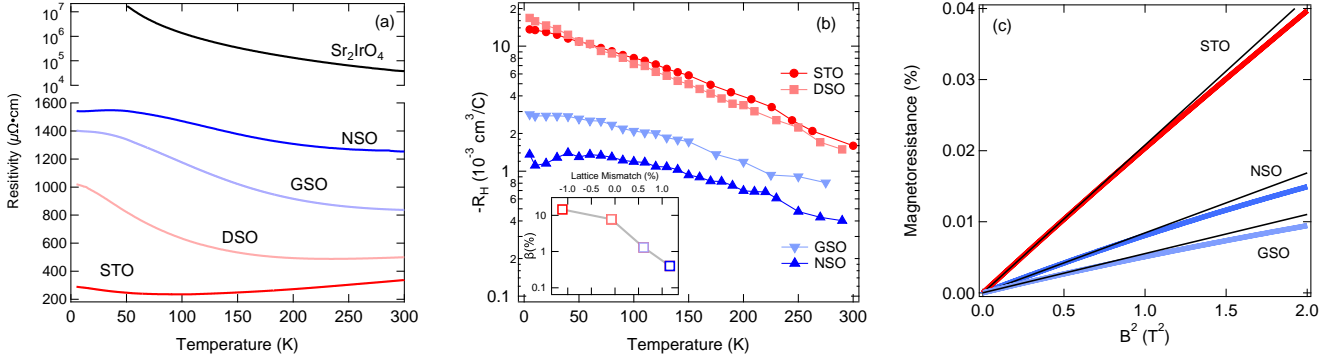 (a)
10⁷
10⁶
10⁵
10⁴
Sr₂IrO₄
1600
1400
1200
1000
800
600
400
200
NSO
GSO
DSO
STO
Resitivity (μΩ•cm)
0
50
100
150
200
250
300
Temperature (K)
(b)
8
6
4
2
10
8
6
4
2
1
8
6
4
2
0.1
-R_H (10⁻³ cm³/C)
STO
DSO
GSO
NSO
Lattice Mismatch (%)
-1.0 -0.5 0.0 0.5 1.0
10
1
0.1
β(%)
0
50
100
150
200
250
300
Temperature (K)
(c)
0.04
0.03
0.02
0.01
0.00
Magnetoresistance (%)
STO
NSO
GSO
0.0
0.5
1.0
1.5
2.0
B² (T²)